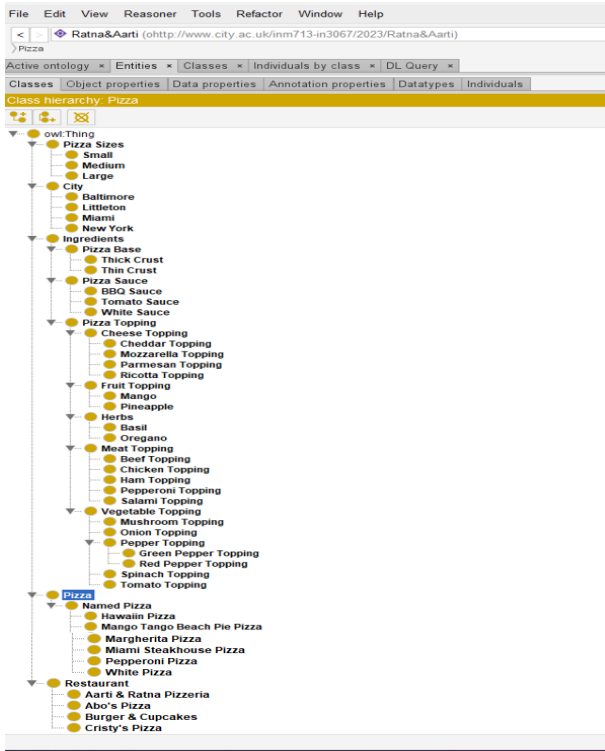 File Edit View Reasoner Tools Refactor Window Help
< > Ratna&Aarti (ohttp://www.city.ac.uk/inm713-in3067/2023/Ratna&Aarti)
Pizza
Active ontology × Entities × Classes × Individuals by class × DL Query ×
Classes Object properties Data properties Annotation properties Datatypes Individuals
Class hierarchy: Pizza
owl:Thing
Pizza Sizes
Small
Medium
Large
City
Baltimore
Littleton
Miami
New York
Ingredients
Pizza Base
Thick Crust
Thin Crust
Pizza Sauce
BBQ Sauce
Tomato Sauce
White Sauce
Pizza Topping
Cheese Topping
Cheddar Topping
Mozzarella Topping
Parmesan Topping
Ricotta Topping
Fruit Topping
Mango
Pineapple
Herbs
Basil
Oregano
Meat Topping
Beef Topping
Chicken Topping
Ham Topping
Pepperoni Topping
Salami Topping
Vegetable Topping
Mushroom Topping
Onion Topping
Pepper Topping
Green Pepper Topping
Red Pepper Topping
Spinach Topping
Tomato Topping
Pizza
Named Pizza
Hawaiin Pizza
Mango Tango Beach Pie Pizza
Margherita Pizza
Miami Steakhouse Pizza
Pepperoni Pizza
White Pizza
Restaurant
Aarti & Ratna Pizzeria
Abo's Pizza
Burger & Cupcakes
Cristy's Pizza